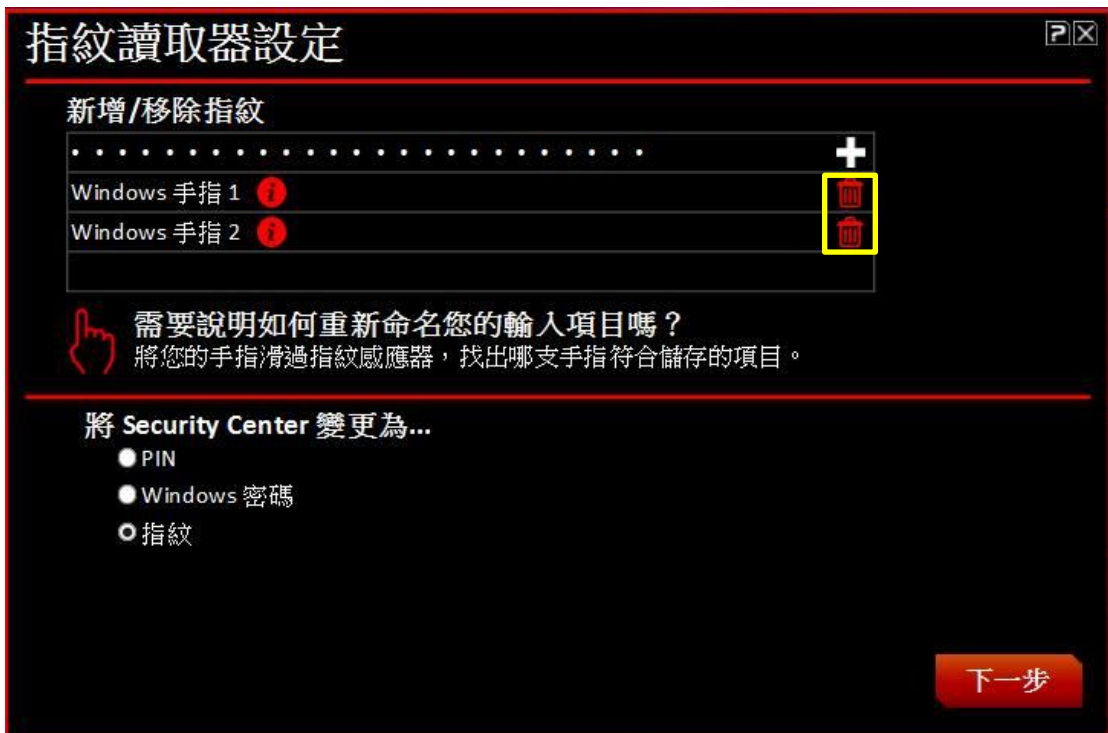 指紋讀取器設定
新增/移除指紋
Windows 手指 1
Windows 手指 2
需要說明如何重新命名您的輸入項目嗎？
將您的手指滑過指紋感應器，找出哪支手指符合儲存的項目。
將 Security Center 變更為...
PIN
Windows 密碼
指紋
下一步